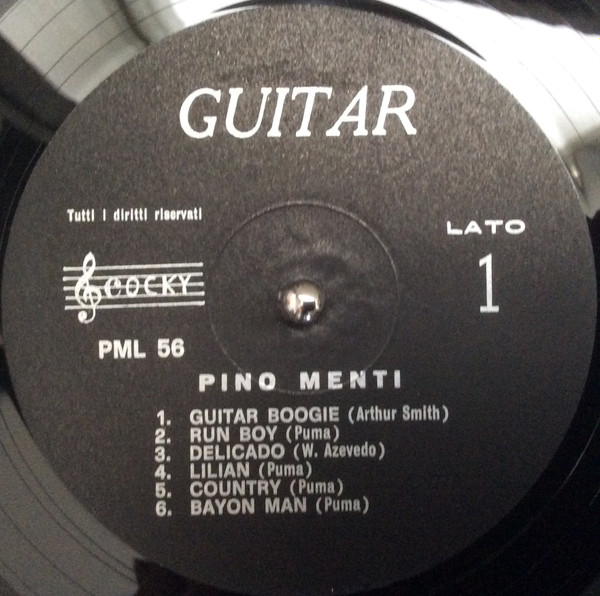 GUITAR
Tutti i diritti riservati
LATO
1
COCKY
PML 56
PINO MENTI
1. GUITAR BOOGIE (Arthur Smith)
2. RUN BOY (Puma)
3. DELICADO (W. Azevedo)
4. LILIAN (Puma)
5. COUNTRY (Puma)
6. BAYON MAN (Puma)